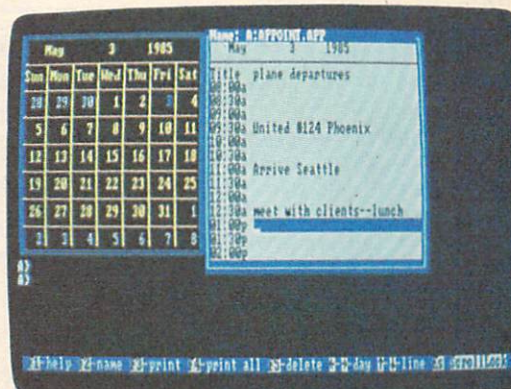 May 3 1985
Sun Mon Tue Wed Thu Fri Sat
28 29 30 1 2 3 4
5 6 7 8 9 10 11
12 13 14 15 16 17 18
19 20 21 22 23 24 25
26 27 28 29 30 31 1
2 3 4 5 6 7 8
A>
A>
Name: A:APPOINT.APP
May 3 1985
Title plane departures
08:00a
08:30a
09:00a
09:30a United #124 Phoenix
10:00a
10:30a
11:00a Arrive Seattle
11:30a
12:00a
12:30a meet with clients--lunch
01:00p
01:30p
02:00p
help name print print all delete day line scrollLock